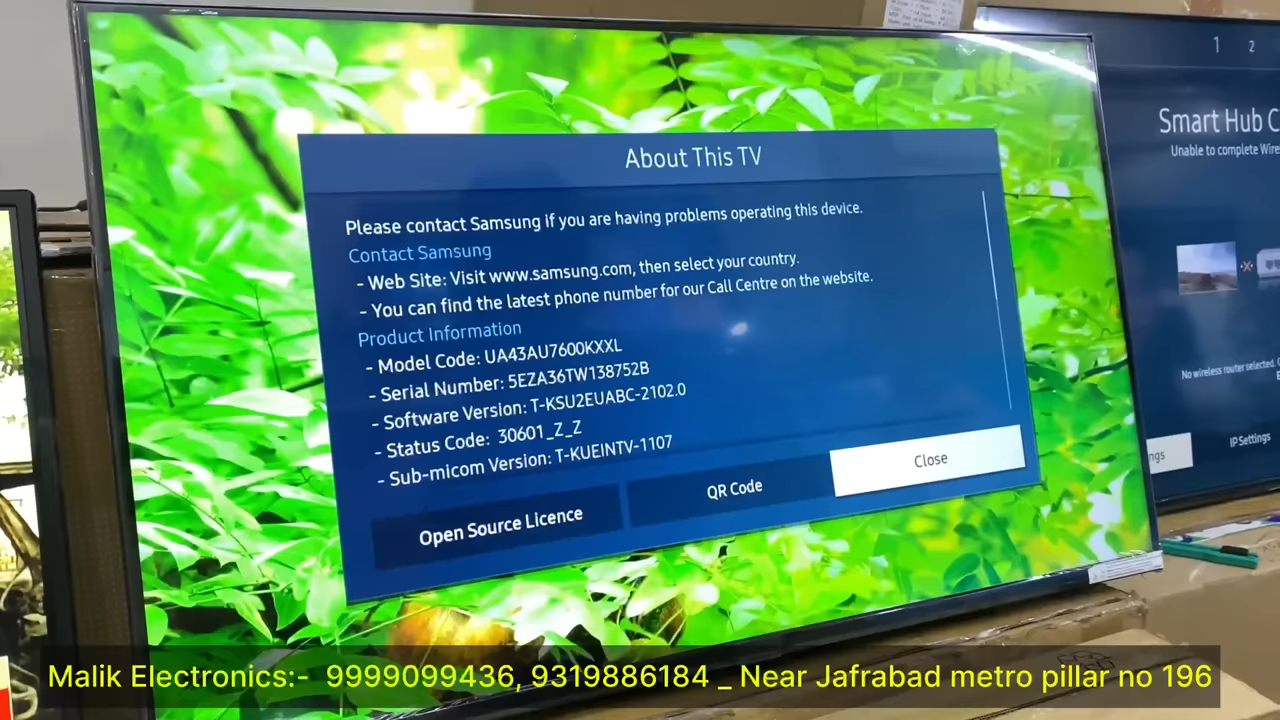 About This TV
Please contact Samsung if you are having problems operating this device.
Contact Samsung
- Web Site: Visit www.samsung.com, then select your country.
- You can find the latest phone number for our Call Centre on the website.
Product Information
- Model Code: UA43AU7600KXXL
- Serial Number: 5EZA36TW138752B
- Software Version: T-KSU2EUABC-2102.0
- Status Code: 30601_Z_Z
- Sub-micom Version: T-KUEINTV-1107
Open Source Licence
QR Code
Close
1 2
Smart Hub
Unable to complete
No wireless router selected.
ngs
IP Settings
Malik Electronics:- 9999099436, 9319886184 _ Near Jafrabad metro pillar no 196